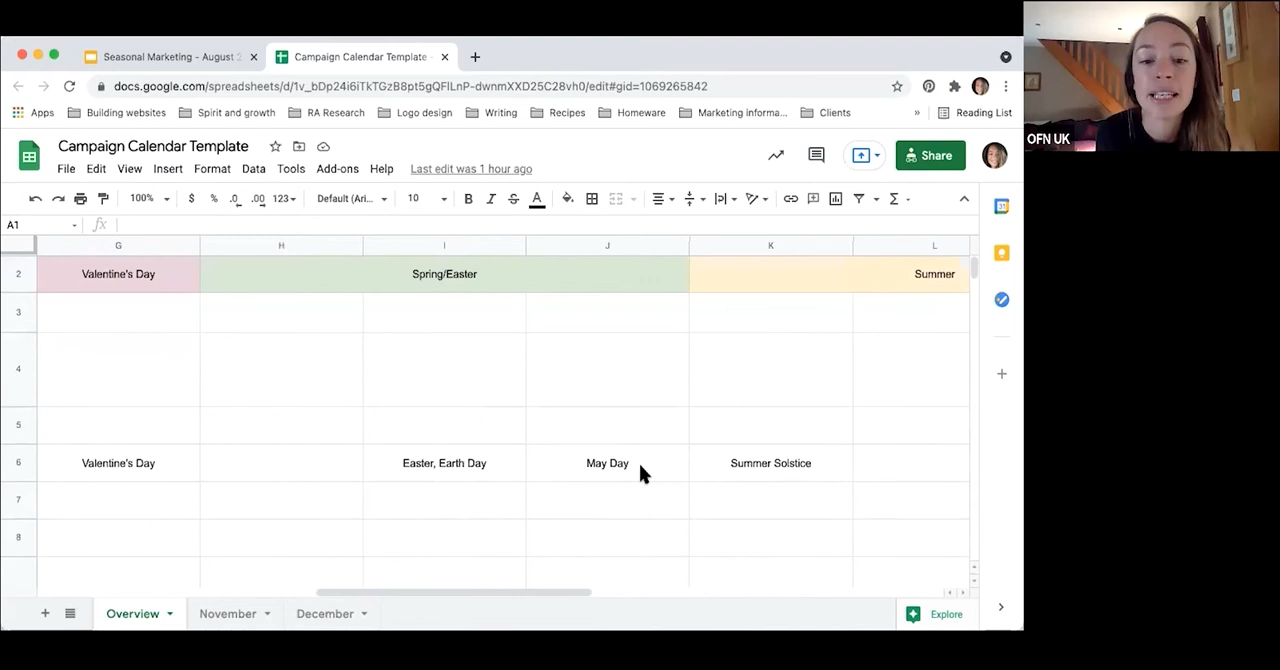 Seasonal Marketing - August 2
Campaign Calendar Template
docs.google.com/spreadsheets/d/1v_bDp24i6iTkTGzB8pt5gQFlLnP-dwnmXXD25C28vh0/edit#gid=1069265842
Apps Building websites Spirit and growth RA Research Logo design Writing Recipes Homeware Marketing informa... Clients » Reading List
OFN UK
Campaign Calendar Template
Share
File Edit View Insert Format Data Tools Add-ons Help Last edit was 1 hour ago
100% $ % .0 .00 123 Default (Ari... 10 B I S A
A1 fx
G H I J K L
2 Valentine's Day Spring/Easter Summer
3
4
5
6 Valentine's Day Easter, Earth Day May Day Summer Solstice
7
8
Overview November December Explore